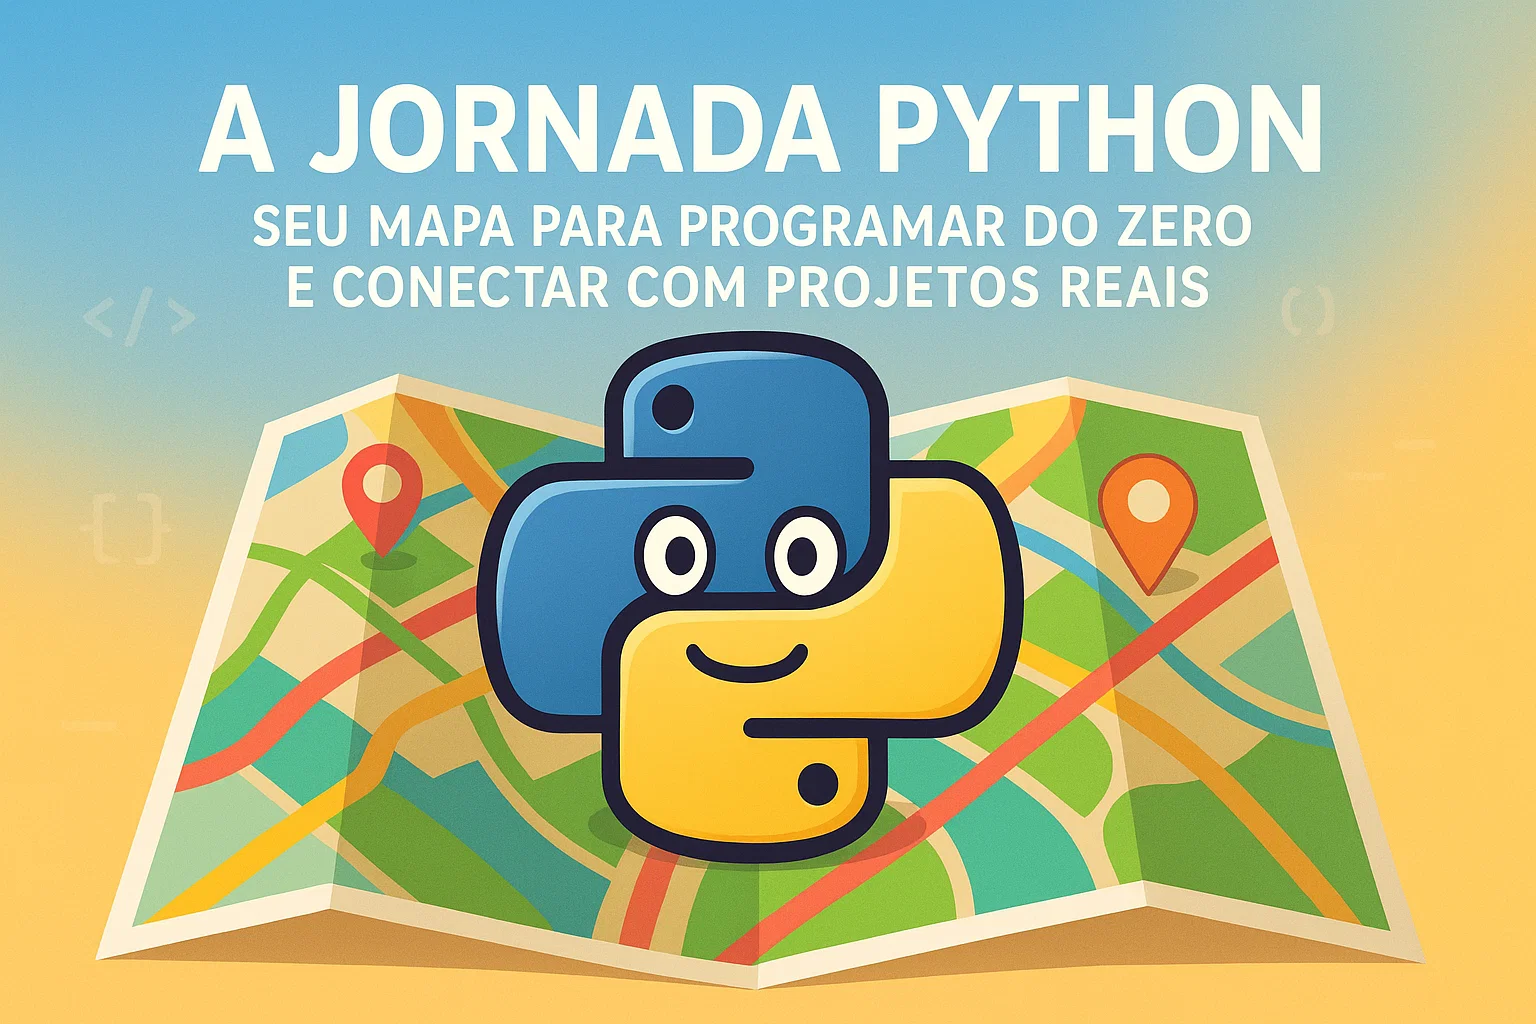 A JORNADA PYTHON
SEU MAPA PARA PROGRAMAR DO ZERO
E CONECTAR COM PROJETOS REAIS
</>
()
{[]}